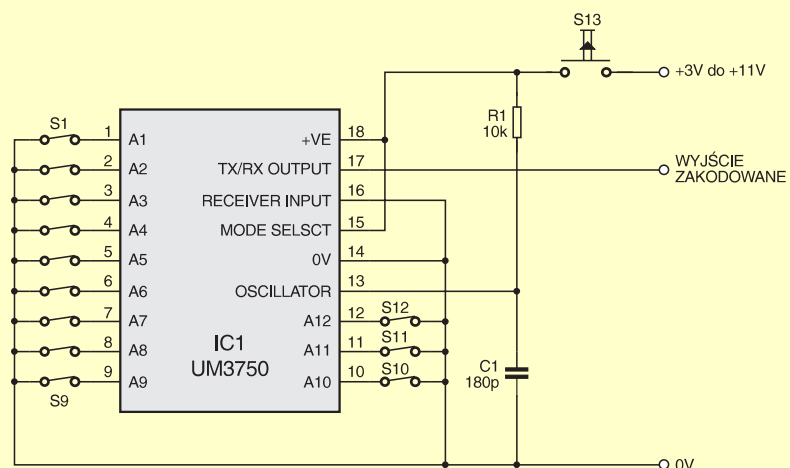 S13
+3V do +11V
R1
10k
S1
1 A1
+VE 18
2 A2
TX/RX OUTPUT 17
WYJŚCIE
ZAKODOWANE
3 A3
RECEIVER INPUT 16
4 A4
MODE SELSCT 15
5 A5
0V 14
6 A6
OSCILLATOR 13
7 A7
A12 12 S12
8 A8
A11 11 S11
9 A9
A10 10 S10
S9
IC1
UM3750
C1
180p
0V